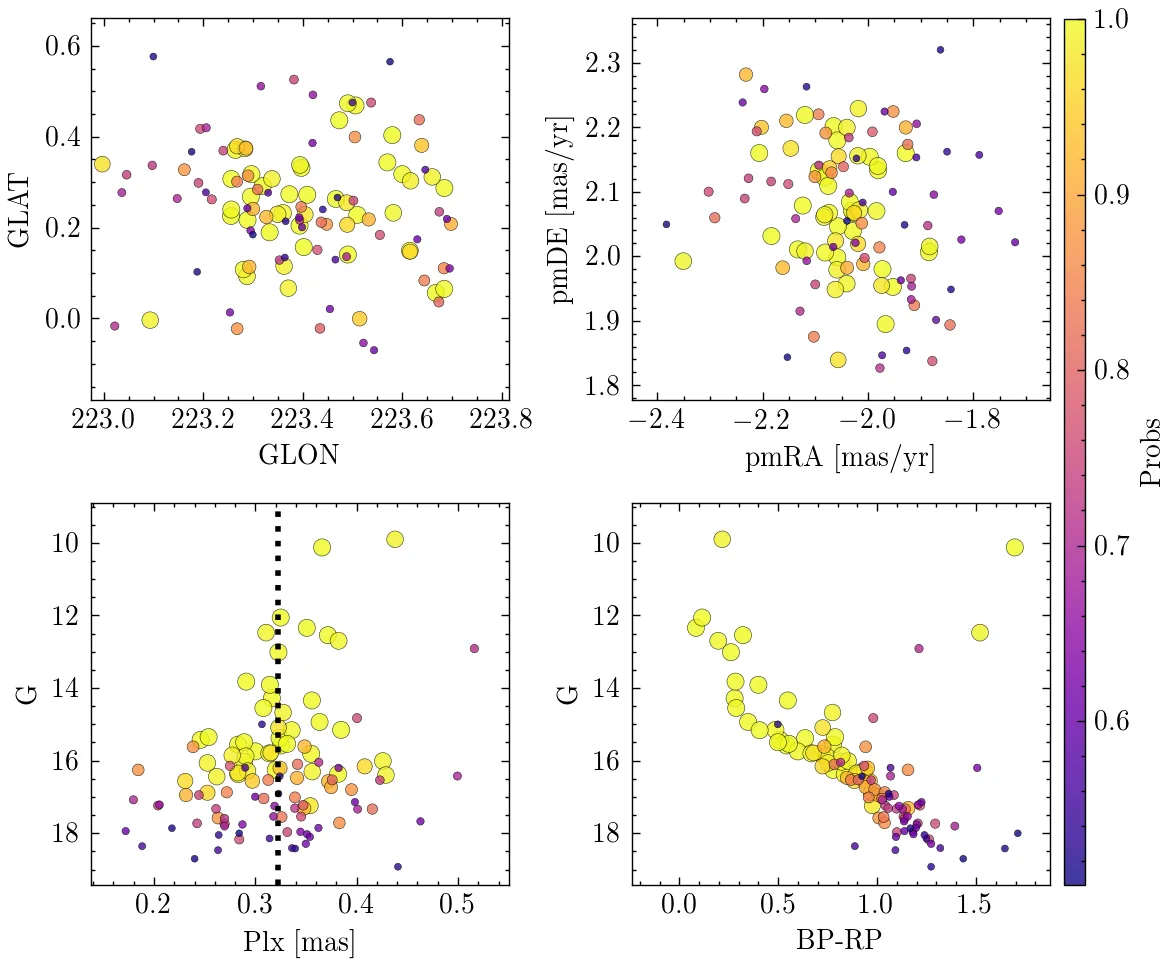 0.6
0.4
0.2
0.0
GLAT
223.0 223.2 223.4 223.6 223.8
GLON
2.3
2.2
2.1
2.0
1.9
1.8
pmDE [mas/yr]
−2.4 −2.2 −2.0 −1.8
pmRA [mas/yr]
10
12
14
16
18
G
0.2 0.3 0.4 0.5
Plx [mas]
10
12
14
16
18
G
0.0 0.5 1.0 1.5
BP-RP
1.0
0.9
0.8
0.7
0.6
Probs